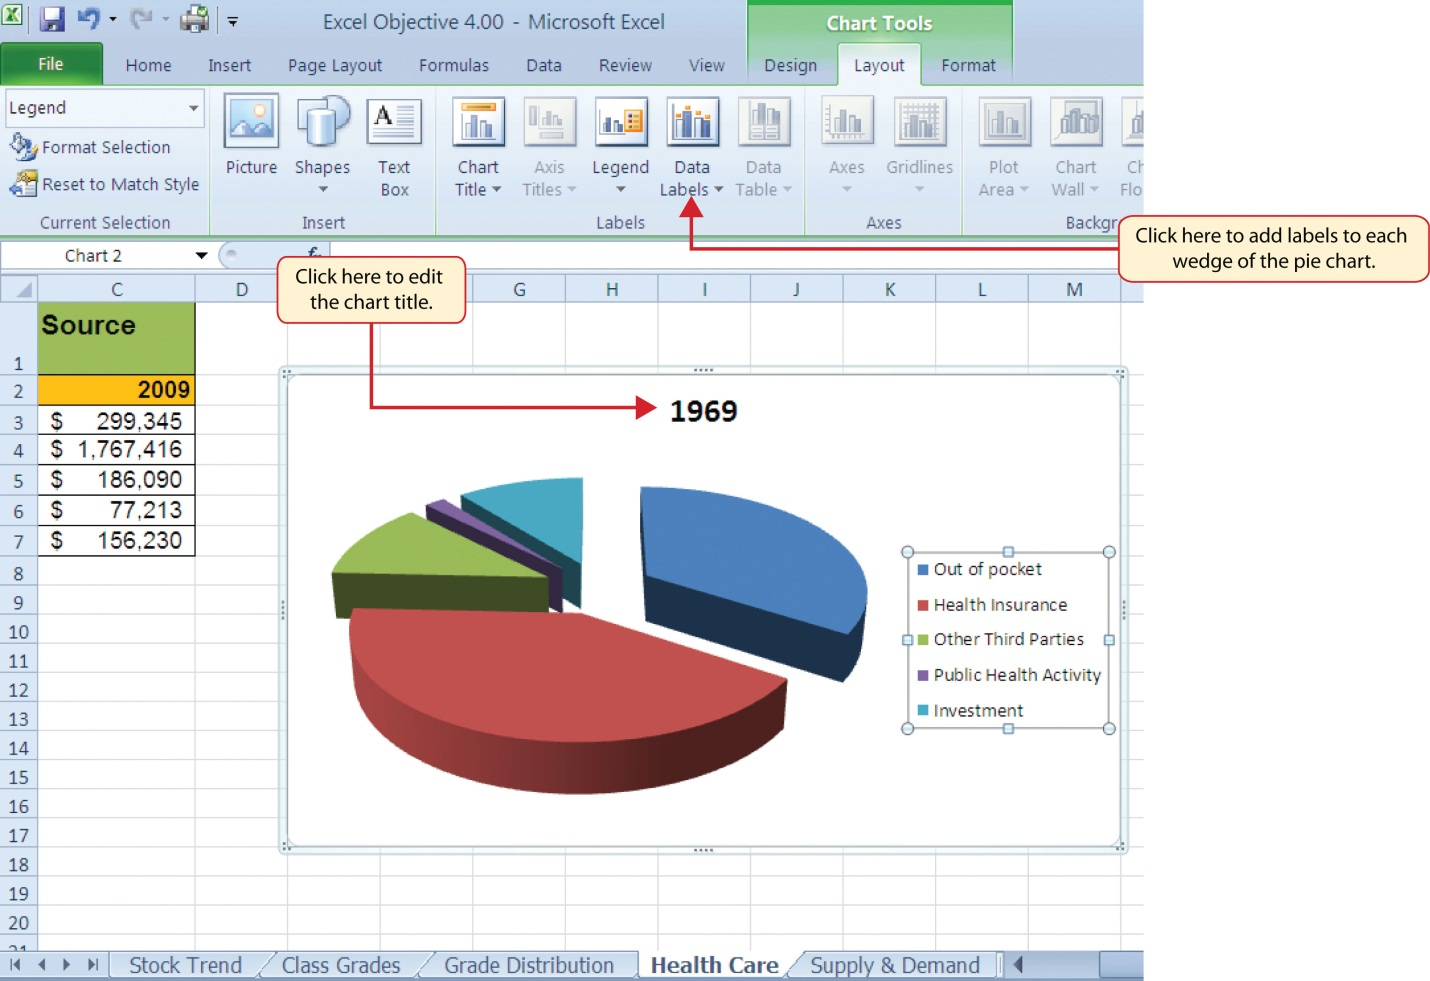 Excel Objective 4.00 - Microsoft Excel
Chart Tools
File Home Insert Page Layout Formulas Data Review View Design Layout Format
Legend
Format Selection
Reset to Match Style
Current Selection
Picture Shapes Text Box
Insert
Chart Title Axis Titles Legend Data Labels Data Table
Labels
Axes Gridlines
Axes
Plot Area Chart Wall Ch Flo
Backgr
Click here to add labels to each
wedge of the pie chart.
Chart 2
Click here to edit
the chart title.
C D G H I J K L M
1 Source
2 2009
3 $ 299,345
4 $ 1,767,416
5 $ 186,090
6 $ 77,213
7 $ 156,230
8
9
10
11
12
13
14
15
16
17
18
19
20
21
1969
Out of pocket
Health Insurance
Other Third Parties
Public Health Activity
Investment
Stock Trend Class Grades Grade Distribution Health Care Supply & Demand